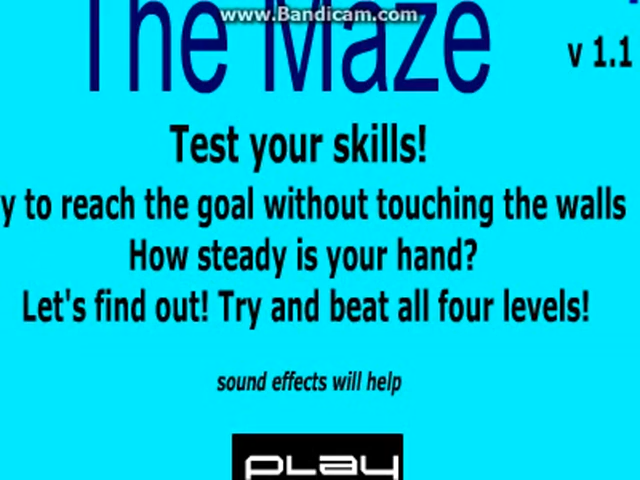 www.Bandicam.com
The Maze
v 1.1
Test your skills!
y to reach the goal without touching the walls
How steady is your hand?
Let's find out! Try and beat all four levels!
sound effects will help
PLAY